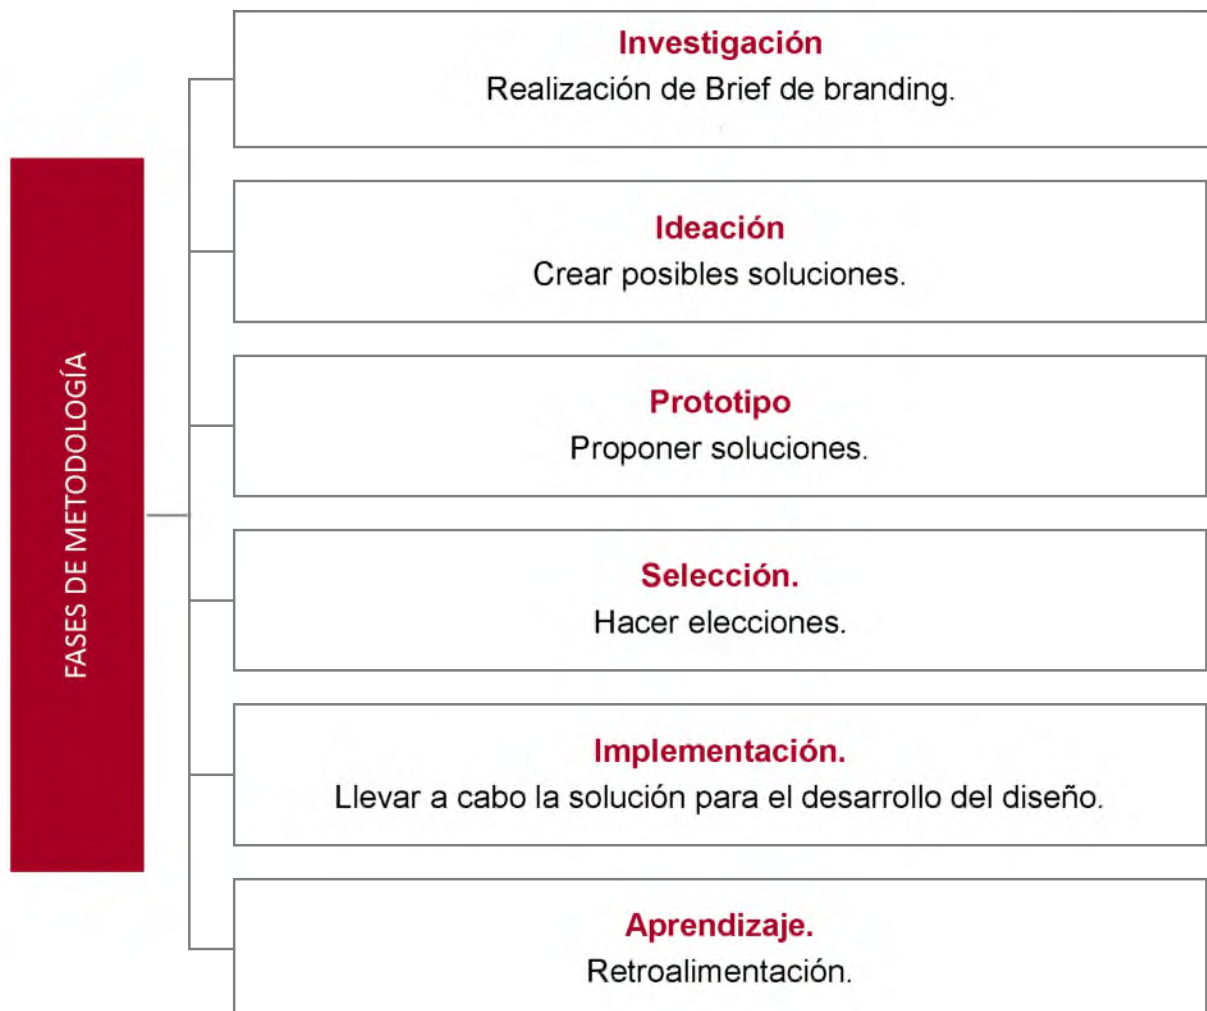 FASES DE METODOLOGÍA
Investigación
Realización de Brief de branding.
Ideación
Crear posibles soluciones.
Prototipo
Proponer soluciones.
Selección.
Hacer elecciones.
Implementación.
Llevar a cabo la solución para el desarrollo del diseño.
Aprendizaje.
Retroalimentación.